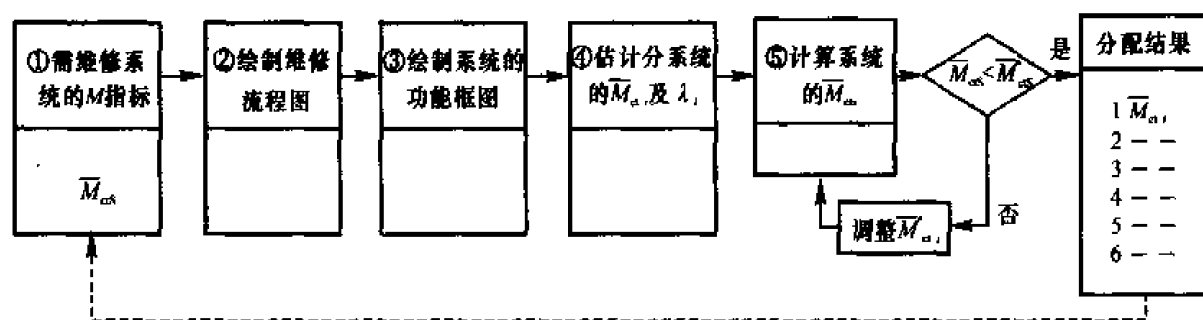 ①需维修系
统的M指标
M̅ctS
②绘制维修
流程图
③绘制系统的
功能框图
④估计分系统
的M̅cti及λi
⑤计算系统
的M̅cts
M̅ctS<M̅ctS
是
否
调整M̅cti
分配结果
1 M̅cti
2 — —
3 — —
4 — —
5 — —
6 — —